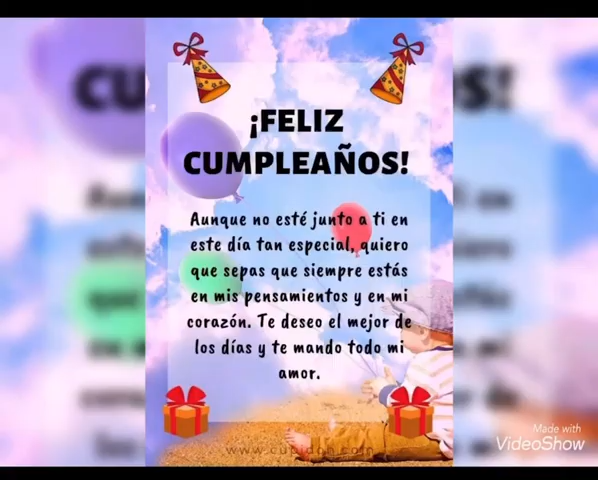 ¡FELIZ
CUMPLEAÑOS!
Aunque no esté junto a ti en
este día tan especial, quiero
que sepas que siempre estás
en mis pensamientos y en mi
corazón. Te deseo el mejor de
los días y te mando todo mi
amor.
Made with
VideoShow